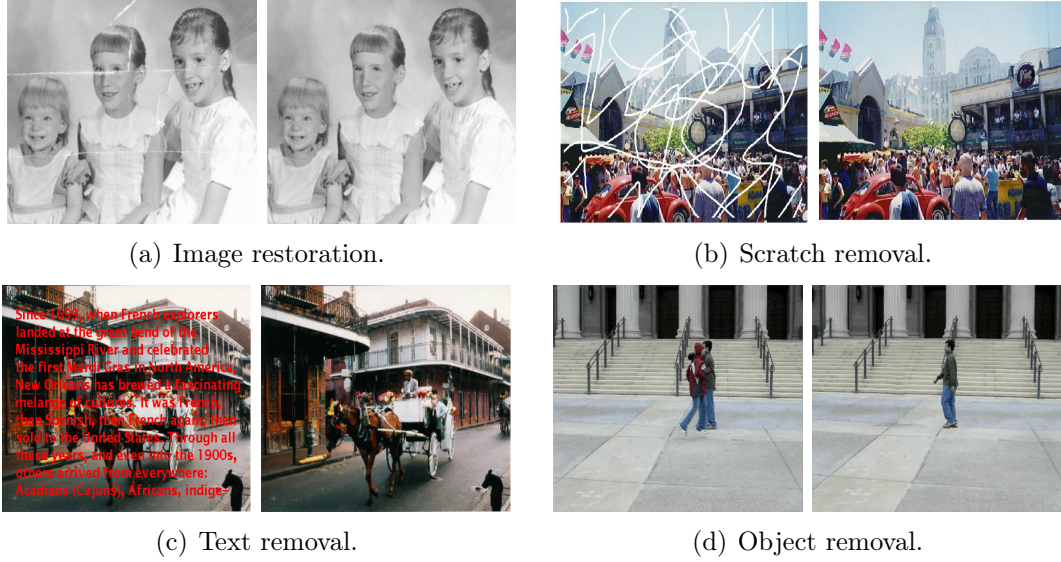 (a) Image restoration.
(b) Scratch removal.
Since 1699, when French explorers
landed at the great bend of the
Mississippi River and celebrated
the first Mardi Gras in North America,
New Orleans has brewed a fascinating
melange of cultures. It was French,
then Spanish, then French again, then
sold to the United States. Through all
these years, and even into the 1900s,
others arrived from everywhere:
Acadians (Cajuns), Africans, indige-
(c) Text removal.
(d) Object removal.